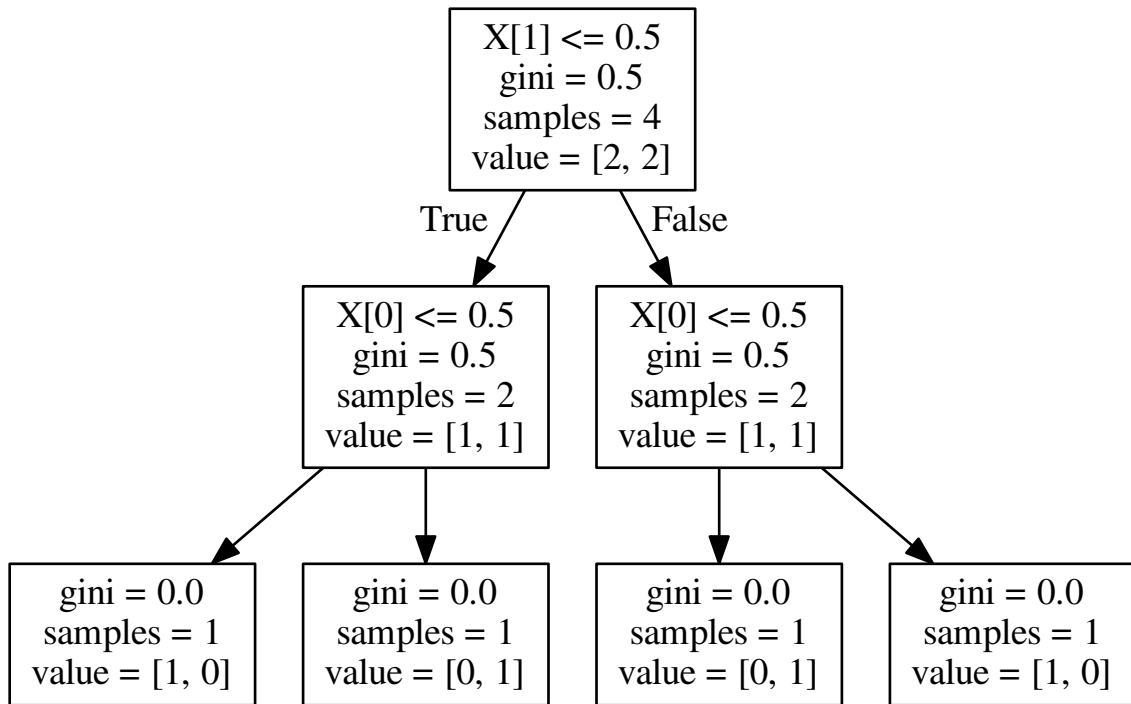 X[1] <= 0.5
gini = 0.5
samples = 4
value = [2, 2]
True
False
X[0] <= 0.5
gini = 0.5
samples = 2
value = [1, 1]
X[0] <= 0.5
gini = 0.5
samples = 2
value = [1, 1]
gini = 0.0
samples = 1
value = [1, 0]
gini = 0.0
samples = 1
value = [0, 1]
gini = 0.0
samples = 1
value = [0, 1]
gini = 0.0
samples = 1
value = [1, 0]